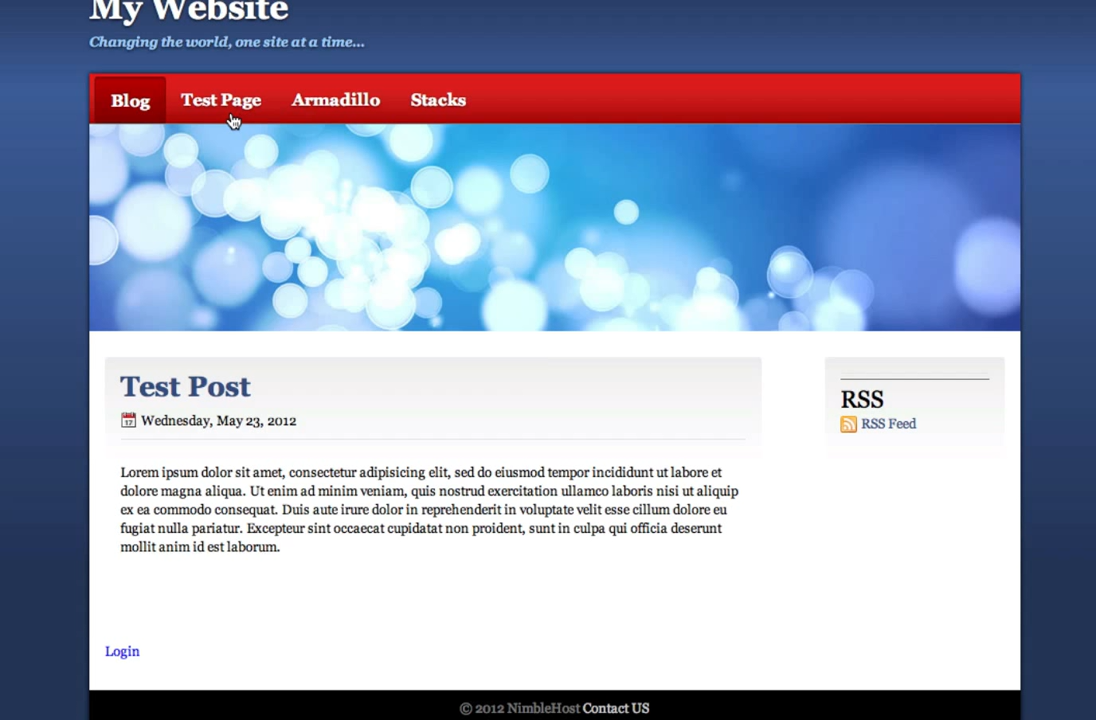 My Website
Changing the world, one site at a time...
Blog Test Page Armadillo Stacks
Test Post
17 Wednesday, May 23, 2012
Lorem ipsum dolor sit amet, consectetur adipisicing elit, sed do eiusmod tempor incididunt ut labore et
dolore magna aliqua. Ut enim ad minim veniam, quis nostrud exercitation ullamco laboris nisi ut aliquip
ex ea commodo consequat. Duis aute irure dolor in reprehenderit in voluptate velit esse cillum dolore eu
fugiat nulla pariatur. Excepteur sint occaecat cupidatat non proident, sunt in culpa qui officia deserunt
mollit anim id est laborum.
RSS
RSS Feed
Login
© 2012 NimbleHost Contact US